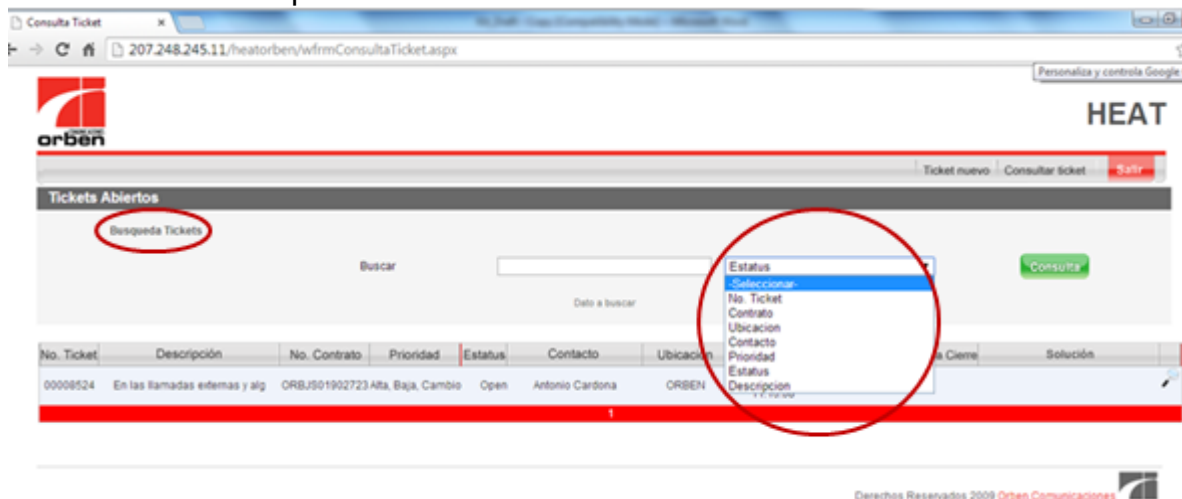 Consulta Ticket
207.248.245.11/heatorben/wfrmConsultaTicket.aspx
Personaliza y controla Google
orben
HEAT
Ticket nuevo Consultar ticket Salir
Tickets Abiertos
Busqueda Tickets
Buscar Estatus Consulta
Dato a buscar
-Seleccionar-
No. Ticket
Contrato
Ubicacion
Contacto
Prioridad
Estatus
Descripcion
No. Ticket Descripción No. Contrato Prioridad Estatus Contacto Ubicación a Cierre Solución
00008524 En las llamadas externas y alg ORBJS01902723 Alta, Baja, Cambio Open Antonio Cardona ORBEN
1
Derechos Reservados 2009 Orben Comunicaciones